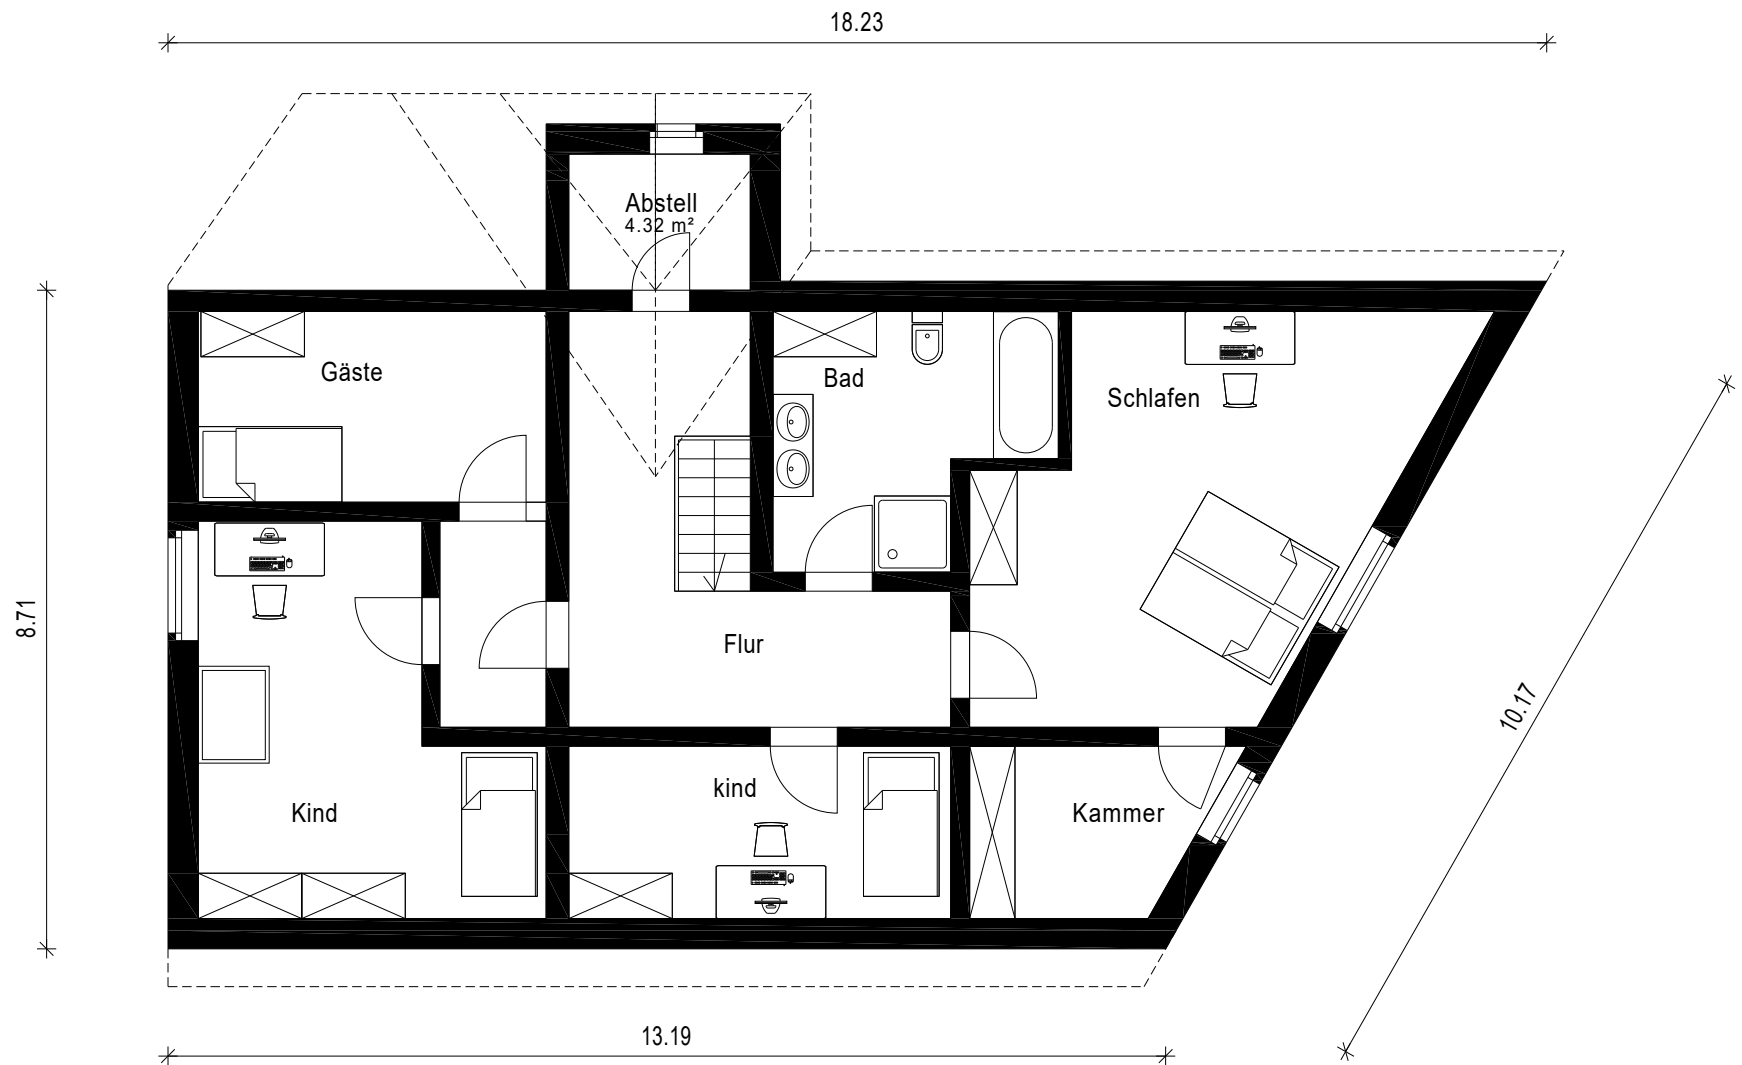 18.23
Abstell
4.32 m²
Gäste
Bad
Schlafen
8.71
Flur
10.17
Kind
kind
Kammer
13.19